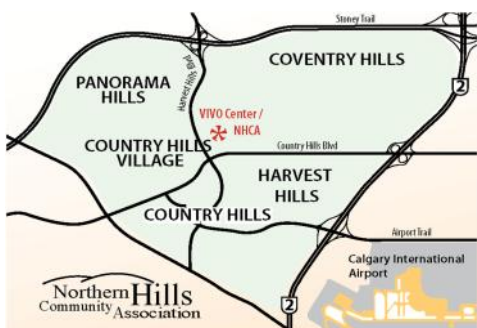 Stoney Trail
COVENTRY HILLS
PANORAMA
HILLS
Harvest Hills Blvd
2
VIVO Center /
NHCA
COUNTRY HILLS
VILLAGE
Country Hills Blvd
HARVEST
HILLS
COUNTRY HILLS
Airport Trail
Calgary International
Airport
Northern Hills
Community Association
2